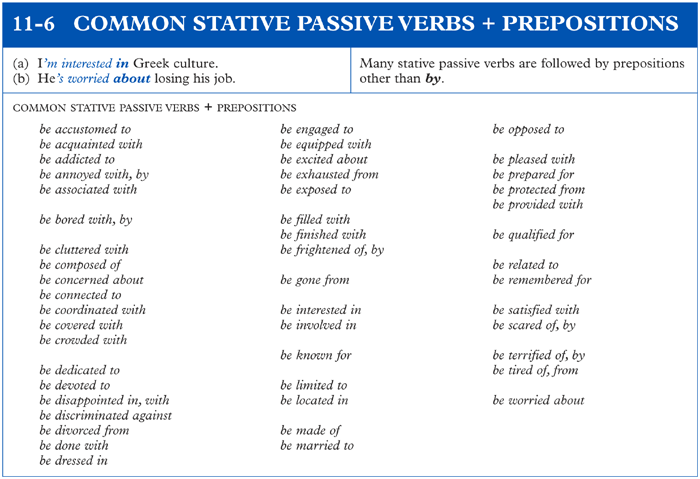 11-6 COMMON STATIVE PASSIVE VERBS + PREPOSITIONS
(a) I'm interested in Greek culture.
(b) He's worried about losing his job.
Many stative passive verbs are followed by prepositions
other than by.
COMMON STATIVE PASSIVE VERBS + PREPOSITIONS
be accustomed to
be acquainted with
be addicted to
be annoyed with, by
be associated with
be bored with, by
be cluttered with
be composed of
be concerned about
be connected to
be coordinated with
be covered with
be crowded with
be dedicated to
be devoted to
be disappointed in, with
be discriminated against
be divorced from
be done with
be dressed in
be engaged to
be equipped with
be excited about
be exhausted from
be exposed to
be filled with
be finished with
be frightened of, by
be gone from
be interested in
be involved in
be known for
be limited to
be located in
be made of
be married to
be opposed to
be pleased with
be prepared for
be protected from
be provided with
be qualified for
be related to
be remembered for
be satisfied with
be scared of, by
be terrified of, by
be tired of, from
be worried about